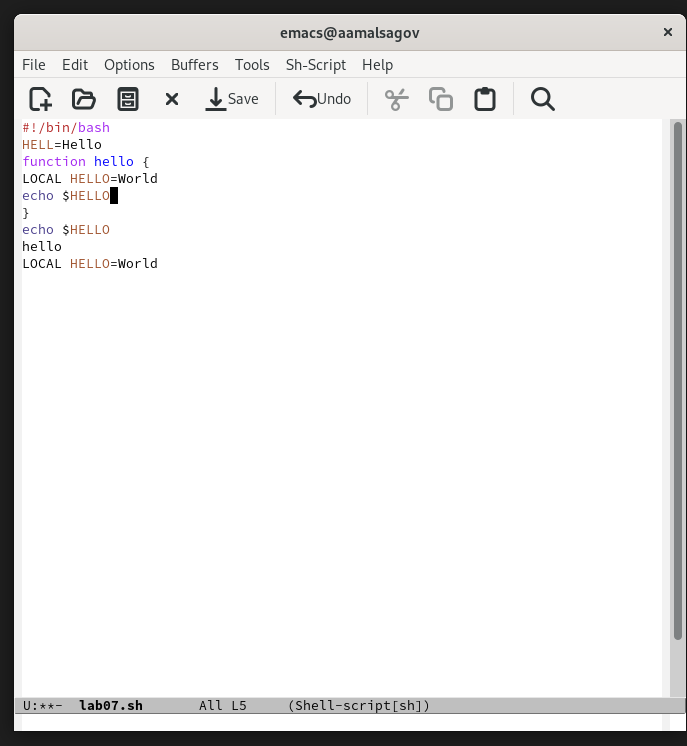 emacs@aamalsagov ×
File Edit Options Buffers Tools Sh-Script Help
Save Undo
#!/bin/bash
HELL=Hello
function hello {
LOCAL HELLO=World
echo $HELLO
}
echo $HELLO
hello
LOCAL HELLO=World
U:**- lab07.sh All L5 (Shell-script[sh])